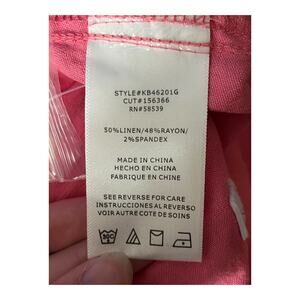 STYLE#KB46201G
CUT#156366
RN#58539
50%LINEN/48%RAYON/
2%SPANDEX
MADE IN CHINA
HECHO EN CHINA
FABRIQUE EN CHINE
SEE REVERSE FOR CARE
INSTRUCCIONES AL REVERSO
VOIR AUTRE COTE DE SOINS
30C